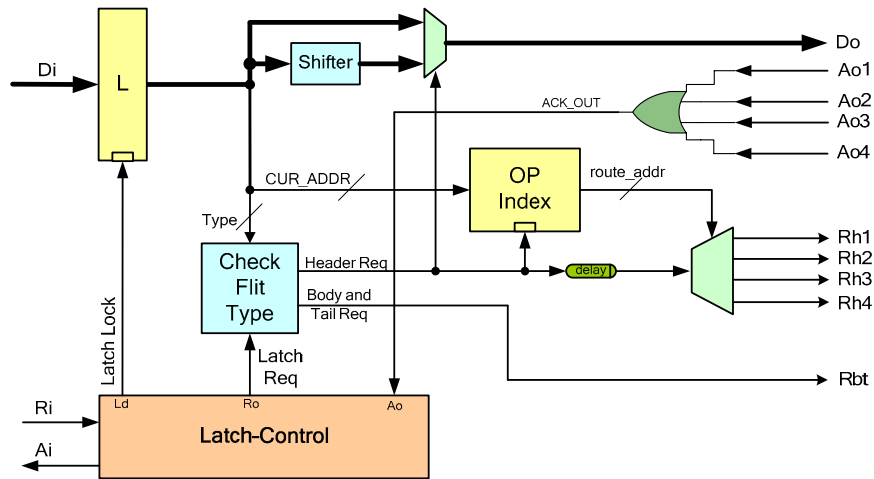 Di
L
Shifter
Do
Ao1
Ao2
Ao3
Ao4
ACK_OUT
CUR_ADDR
OP
Index
route_addr
Type
Check
Flit
Type
Header Req
Body and
Tail Req
delay
Rh1
Rh2
Rh3
Rh4
Rbt
Latch Lock
Latch
Req
Ld
Ro
Ao
Latch-Control
Ri
Ai